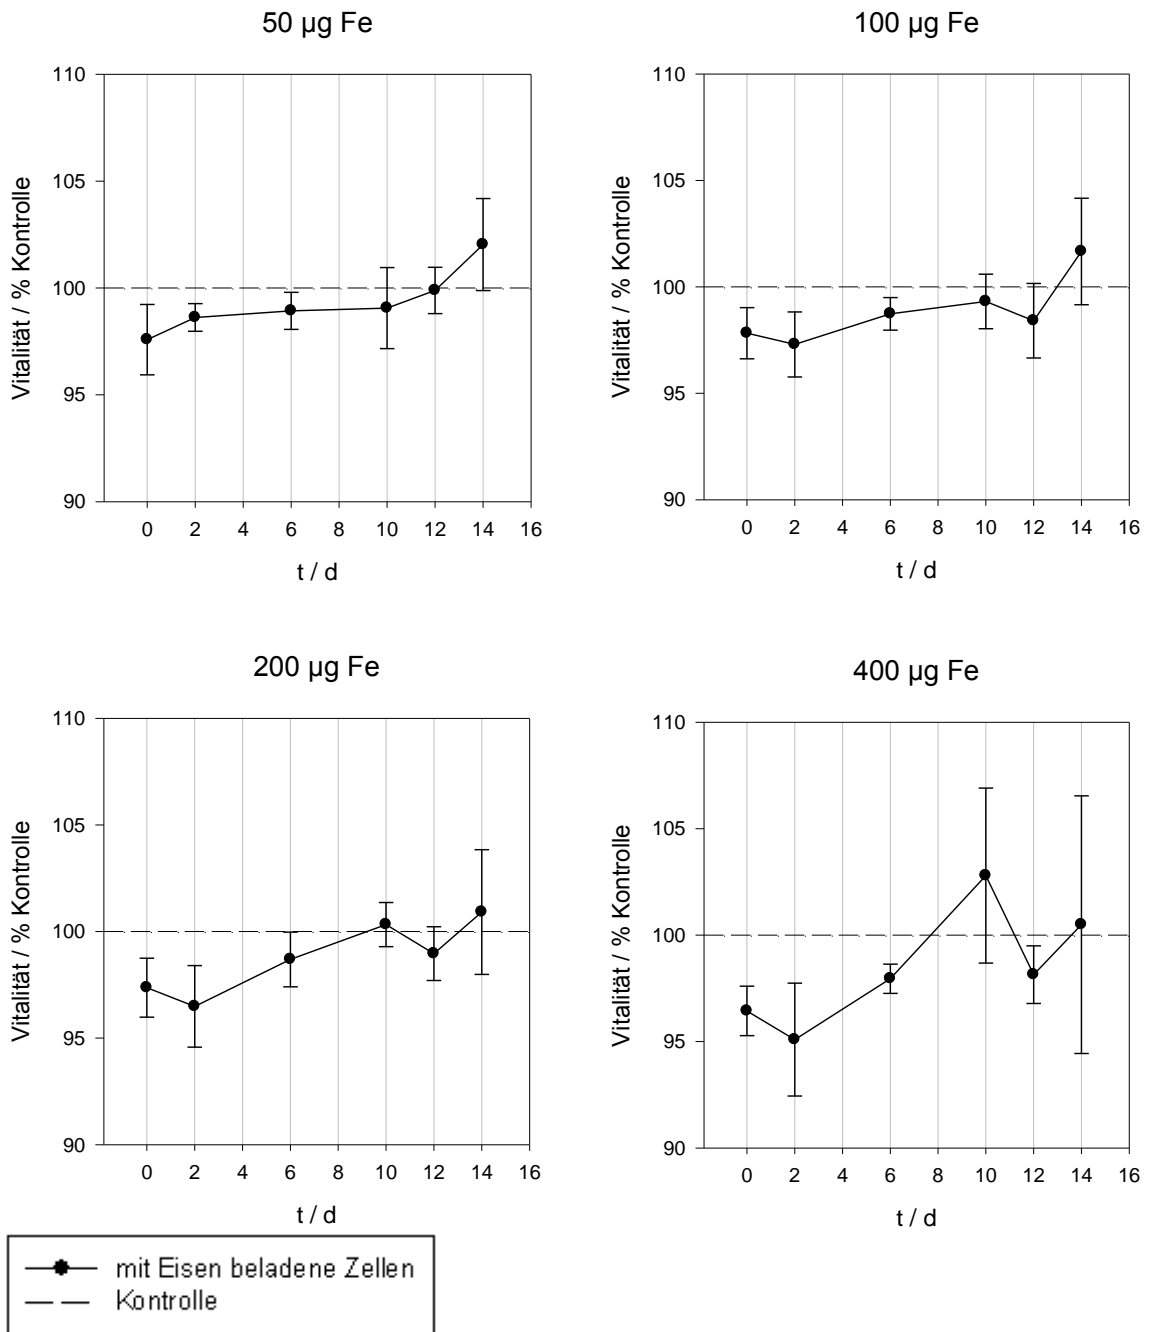 50 µg Fe
110
105
100
95
90
Vitalität / % Kontrolle
0 2 4 6 8 10 12 14 16
t / d
100 µg Fe
110
105
100
95
90
Vitalität / % Kontrolle
0 2 4 6 8 10 12 14 16
t / d
200 µg Fe
110
105
100
95
90
Vitalität / % Kontrolle
0 2 4 6 8 10 12 14 16
t / d
400 µg Fe
110
105
100
95
90
Vitalität / % Kontrolle
0 2 4 6 8 10 12 14 16
t / d
mit Eisen beladene Zellen
Kontrolle